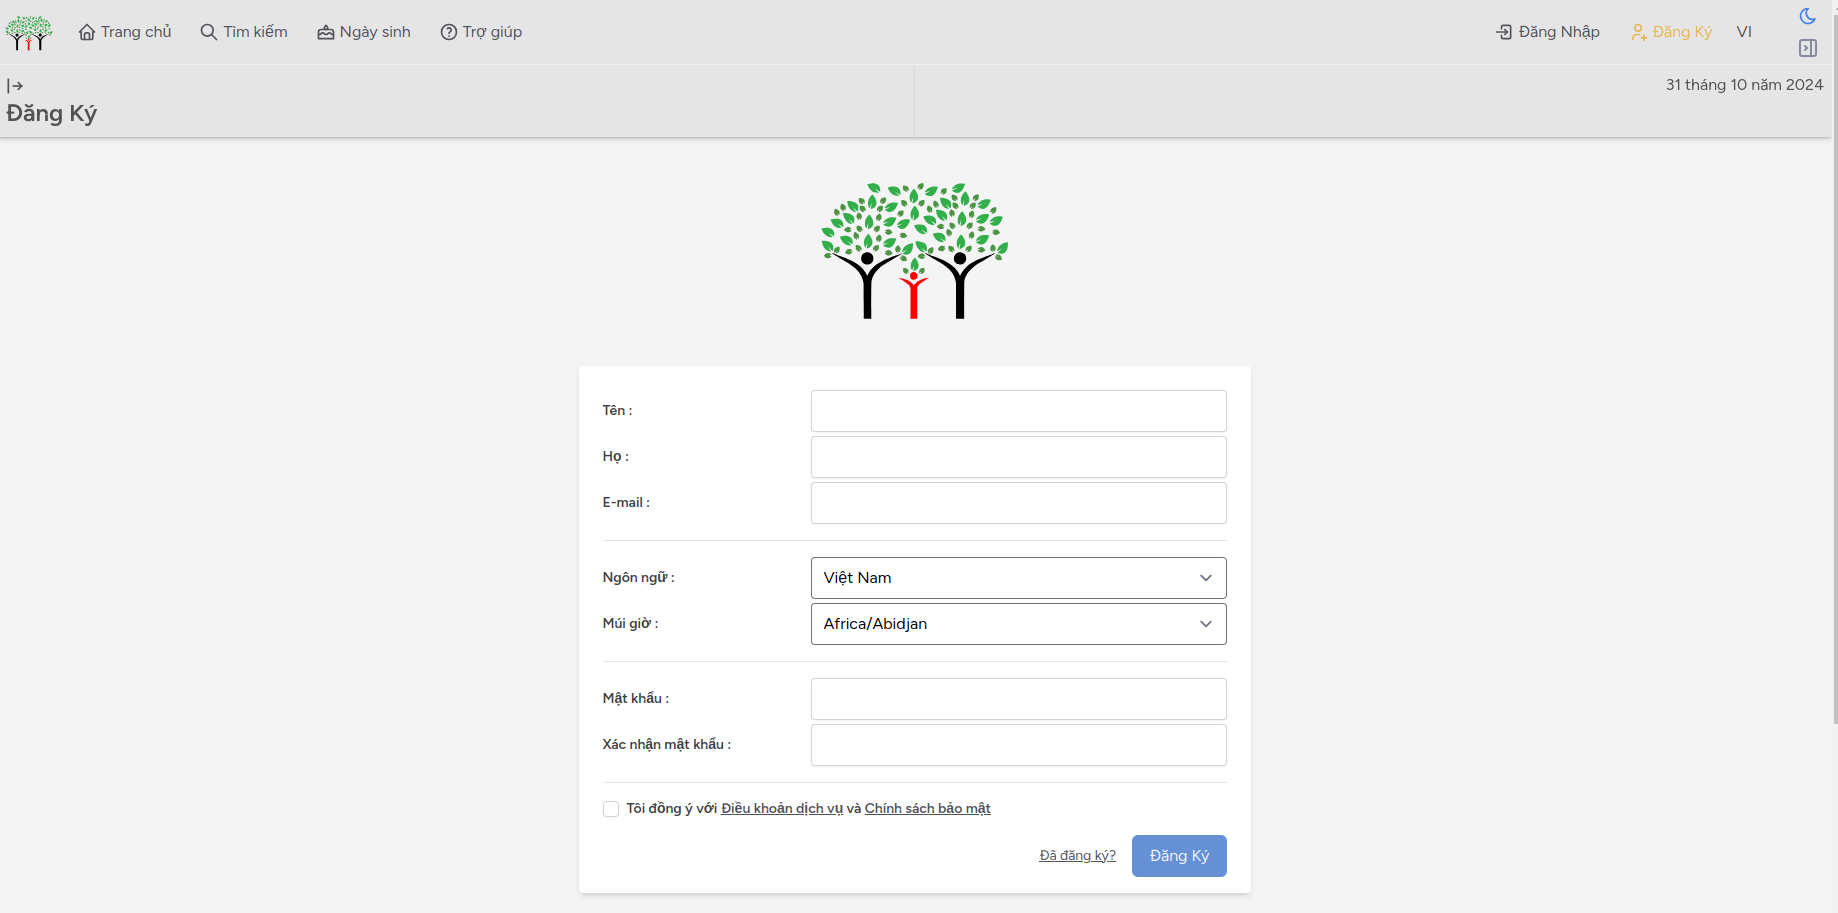 Trang chủ Tìm kiếm Ngày sinh Trợ giúp Đăng Nhập Đăng Ký VI
31 tháng 10 năm 2024
Đăng Ký
Tên :
Họ :
E-mail :
Ngôn ngữ : Việt Nam
Múi giờ : Africa/Abidjan
Mật khẩu :
Xác nhận mật khẩu :
Tôi đồng ý với Điều khoản dịch vụ và Chính sách bảo mật
Đã đăng ký? Đăng Ký